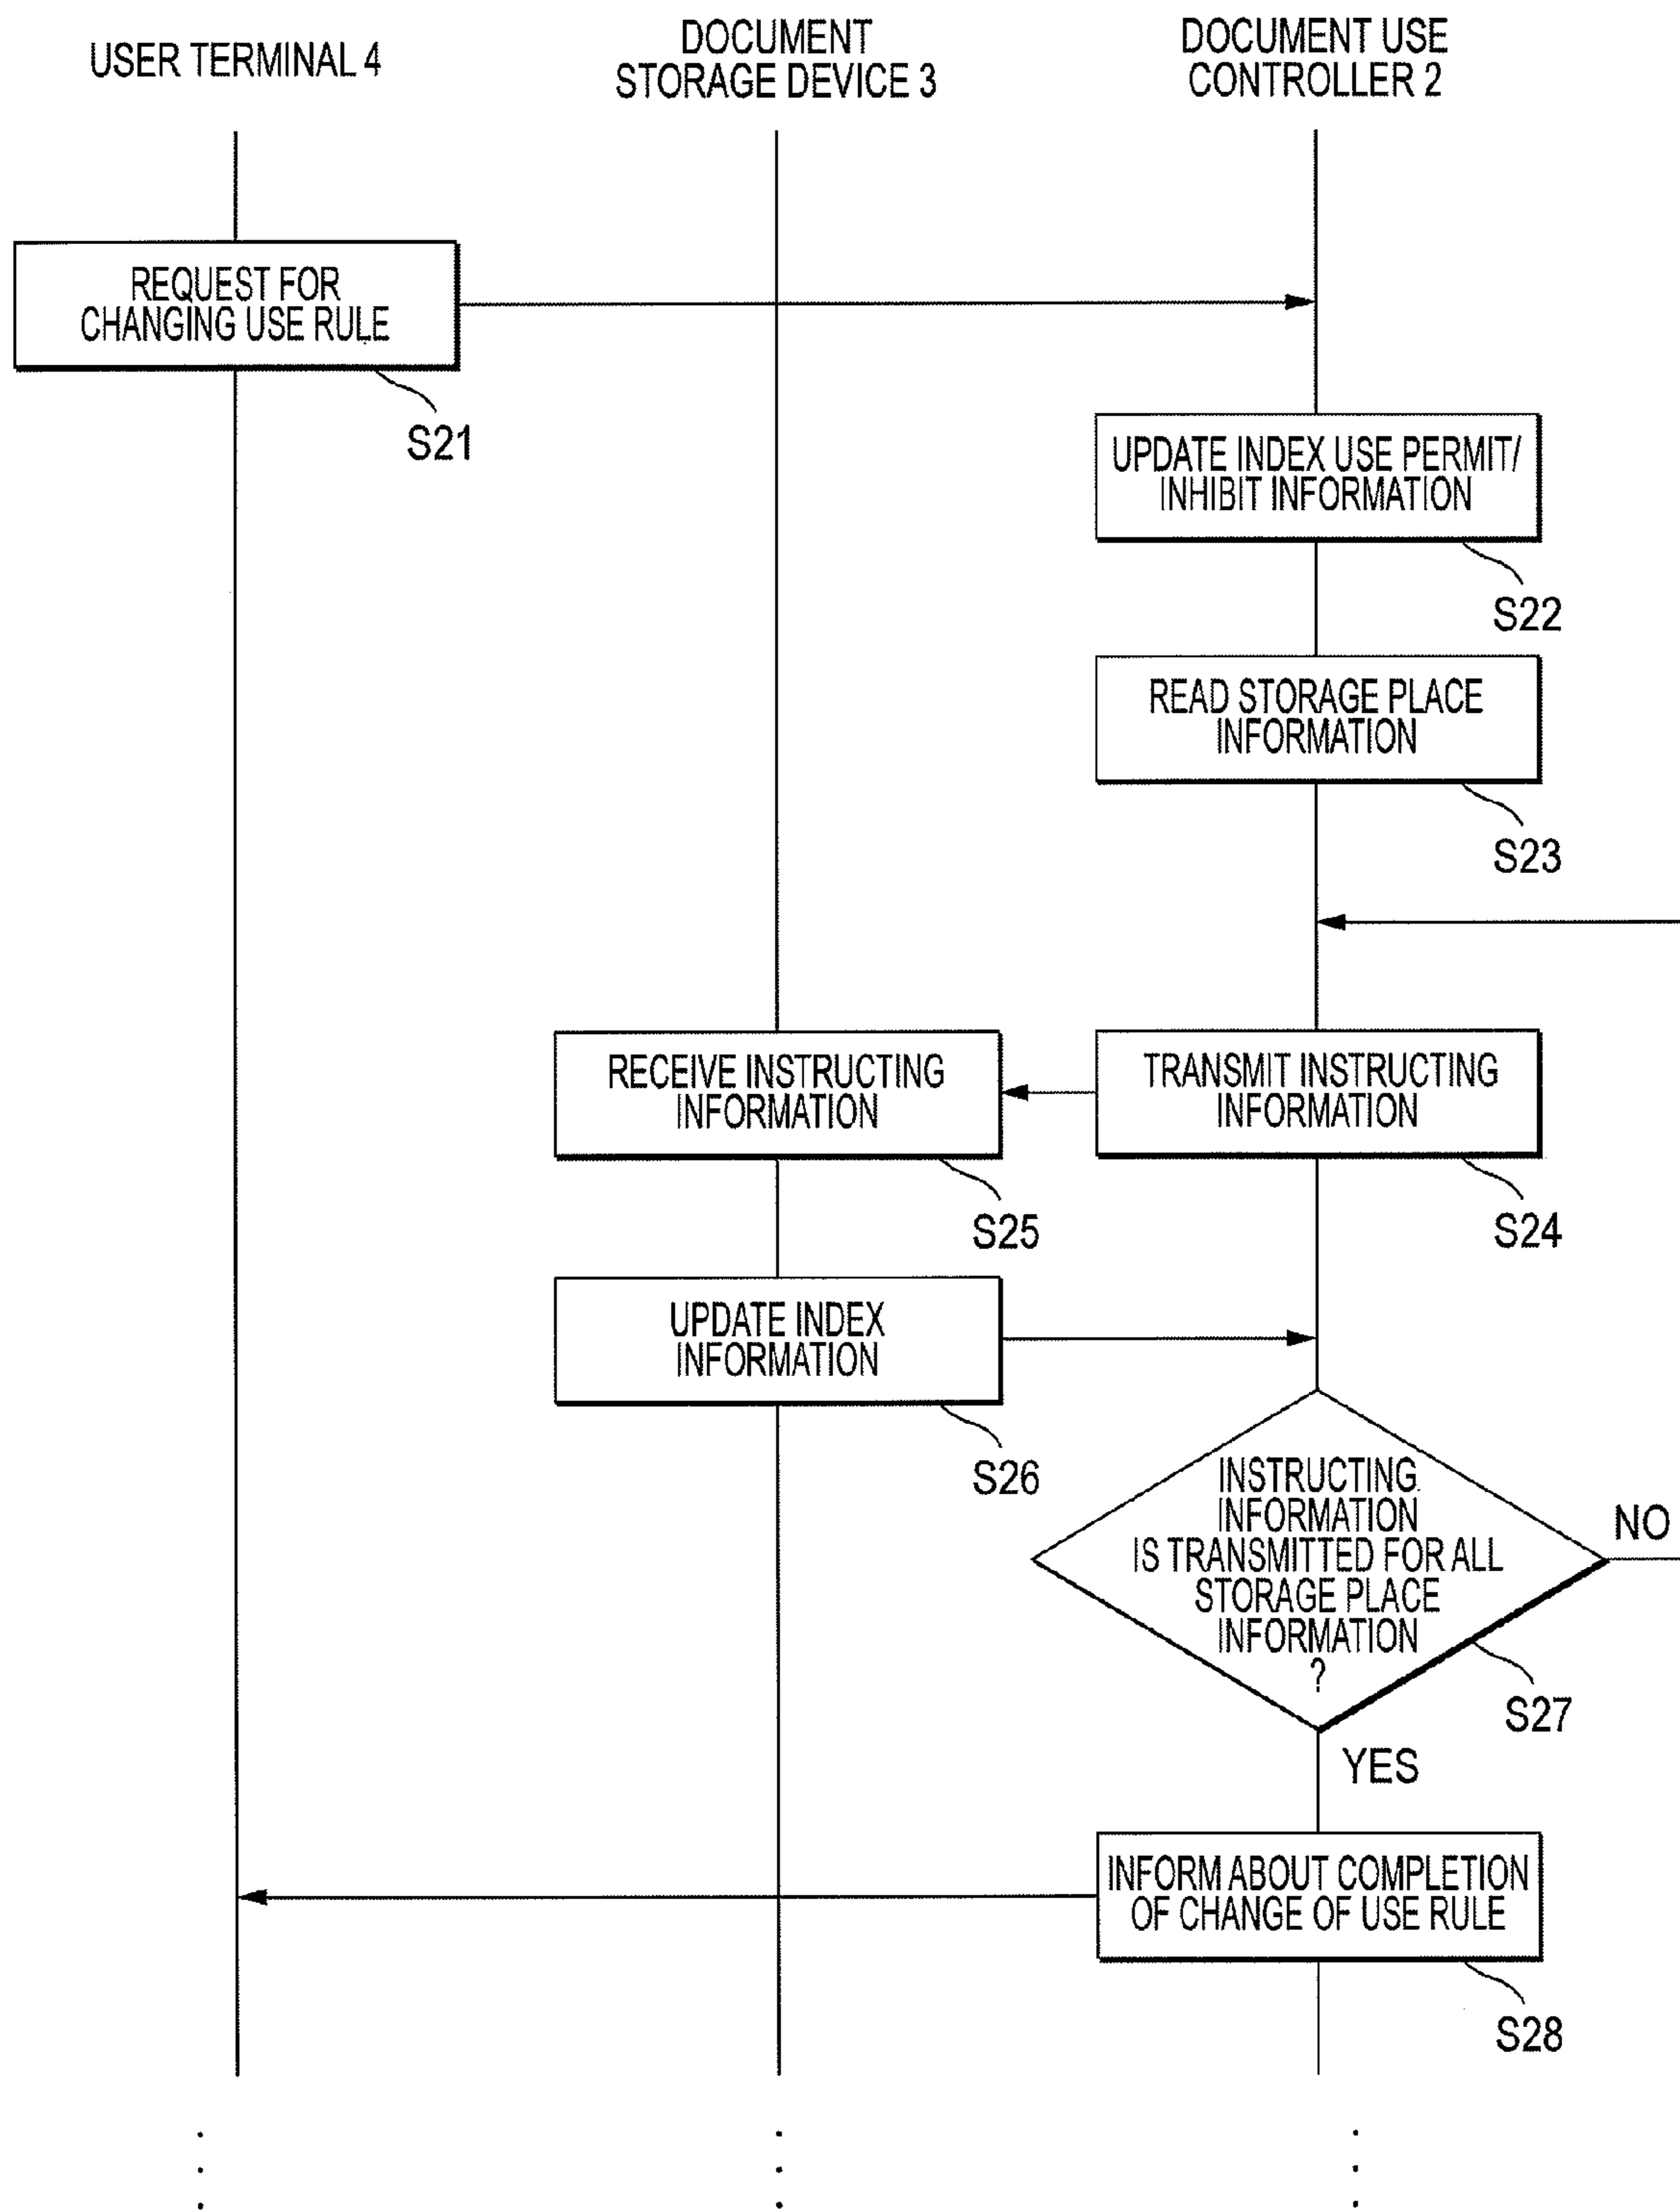 USER TERMINAL 4
DOCUMENT
STORAGE DEVICE 3
DOCUMENT USE
CONTROLLER 2
REQUEST FOR
CHANGING USE RULE
S21
UPDATE INDEX USE PERMIT/
INHIBIT INFORMATION
S22
READ STORAGE PLACE
INFORMATION
S23
RECEIVE INSTRUCTING
INFORMATION
S25
TRANSMIT INSTRUCTING
INFORMATION
S24
UPDATE INDEX
INFORMATION
S26
INSTRUCTING
INFORMATION
IS TRANSMITTED FOR ALL
STORAGE PLACE
INFORMATION
?
NO
S27
YES
INFORM ABOUT COMPLETION
OF CHANGE OF USE RULE
S28